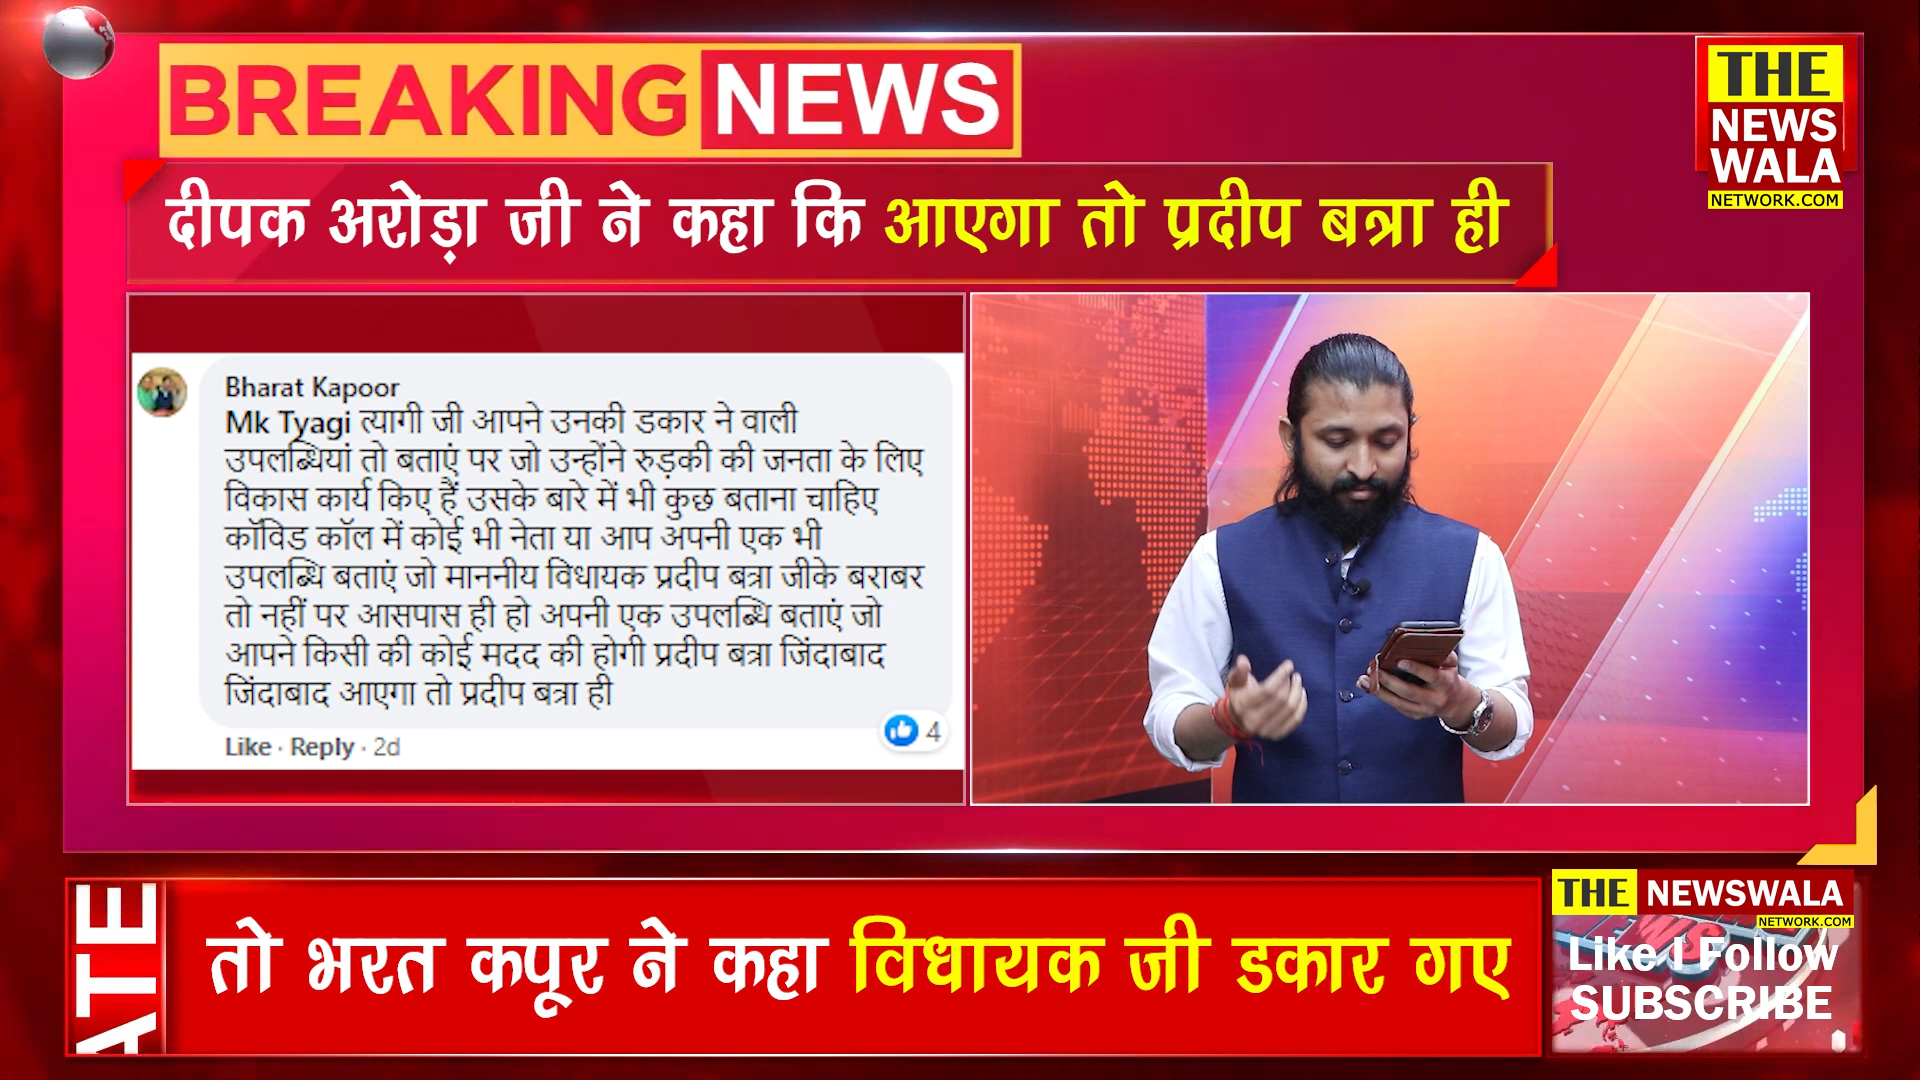 BREAKING NEWS
THE
NEWS
WALA
NETWORK.COM
दीपक अरोड़ा जी ने कहा कि आएगा तो प्रदीप बत्रा ही
Bharat Kapoor
Mk Tyagi त्यागी जी आपने उनकी डकार ने वाली
उपलब्धियां तो बताएं पर जो उन्होंने रुड़की की जनता के लिए
विकास कार्य किए हैं उसके बारे में भी कुछ बताना चाहिए
कॉविड कॉल में कोई भी नेता या आप अपनी एक भी
उपलब्धि बताएं जो माननीय विधायक प्रदीप बत्रा जीके बराबर
तो नहीं पर आसपास ही हो अपनी एक उपलब्धि बताएं जो
आपने किसी की कोई मदद की होगी प्रदीप बत्रा जिंदाबाद
जिंदाबाद आएगा तो प्रदीप बत्रा ही
Like · Reply · 2d
4
ATE
तो भरत कपूर ने कहा विधायक जी डकार गए
THE NEWSWALA
NETWORK.COM
Like I Follow
SUBSCRIBE